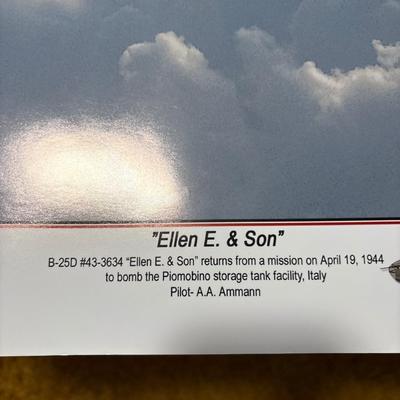 "Ellen E. & Son"
B-25D #43-3634 "Ellen E. & Son" returns from a mission on April 19, 1944
to bomb the Piomobino storage tank facility, Italy
Pilot- A.A. Ammann